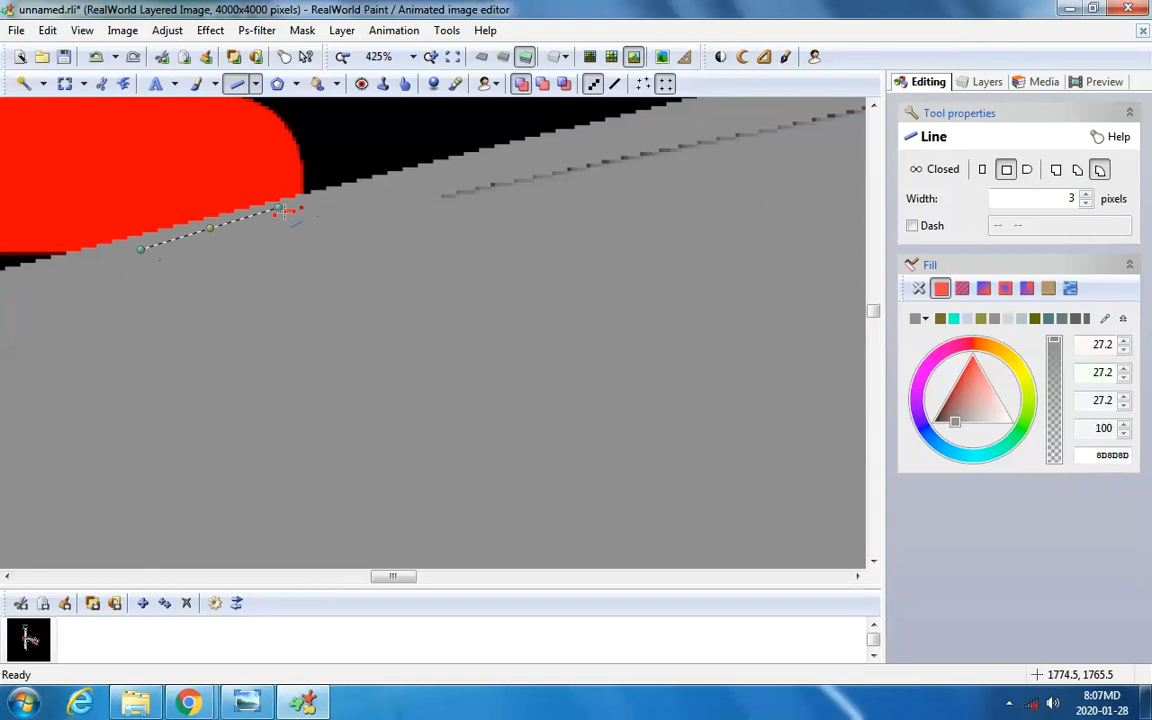 unnamed.rli* (RealWorld Layered Image, 4000x4000 pixels) - RealWorld Paint / Animated image editor
File Edit View Image Adjust Effect Ps-filter Mask Layer Animation Tools Help
425%
Editing Layers Media Preview
Tool properties
Line Help
Closed
Width: 3 pixels
Dash -- --
Fill
27.2
27.2
27.2
100
8D8D8D
Ready
1774.5, 1765.5
8:07MD
2020-01-28